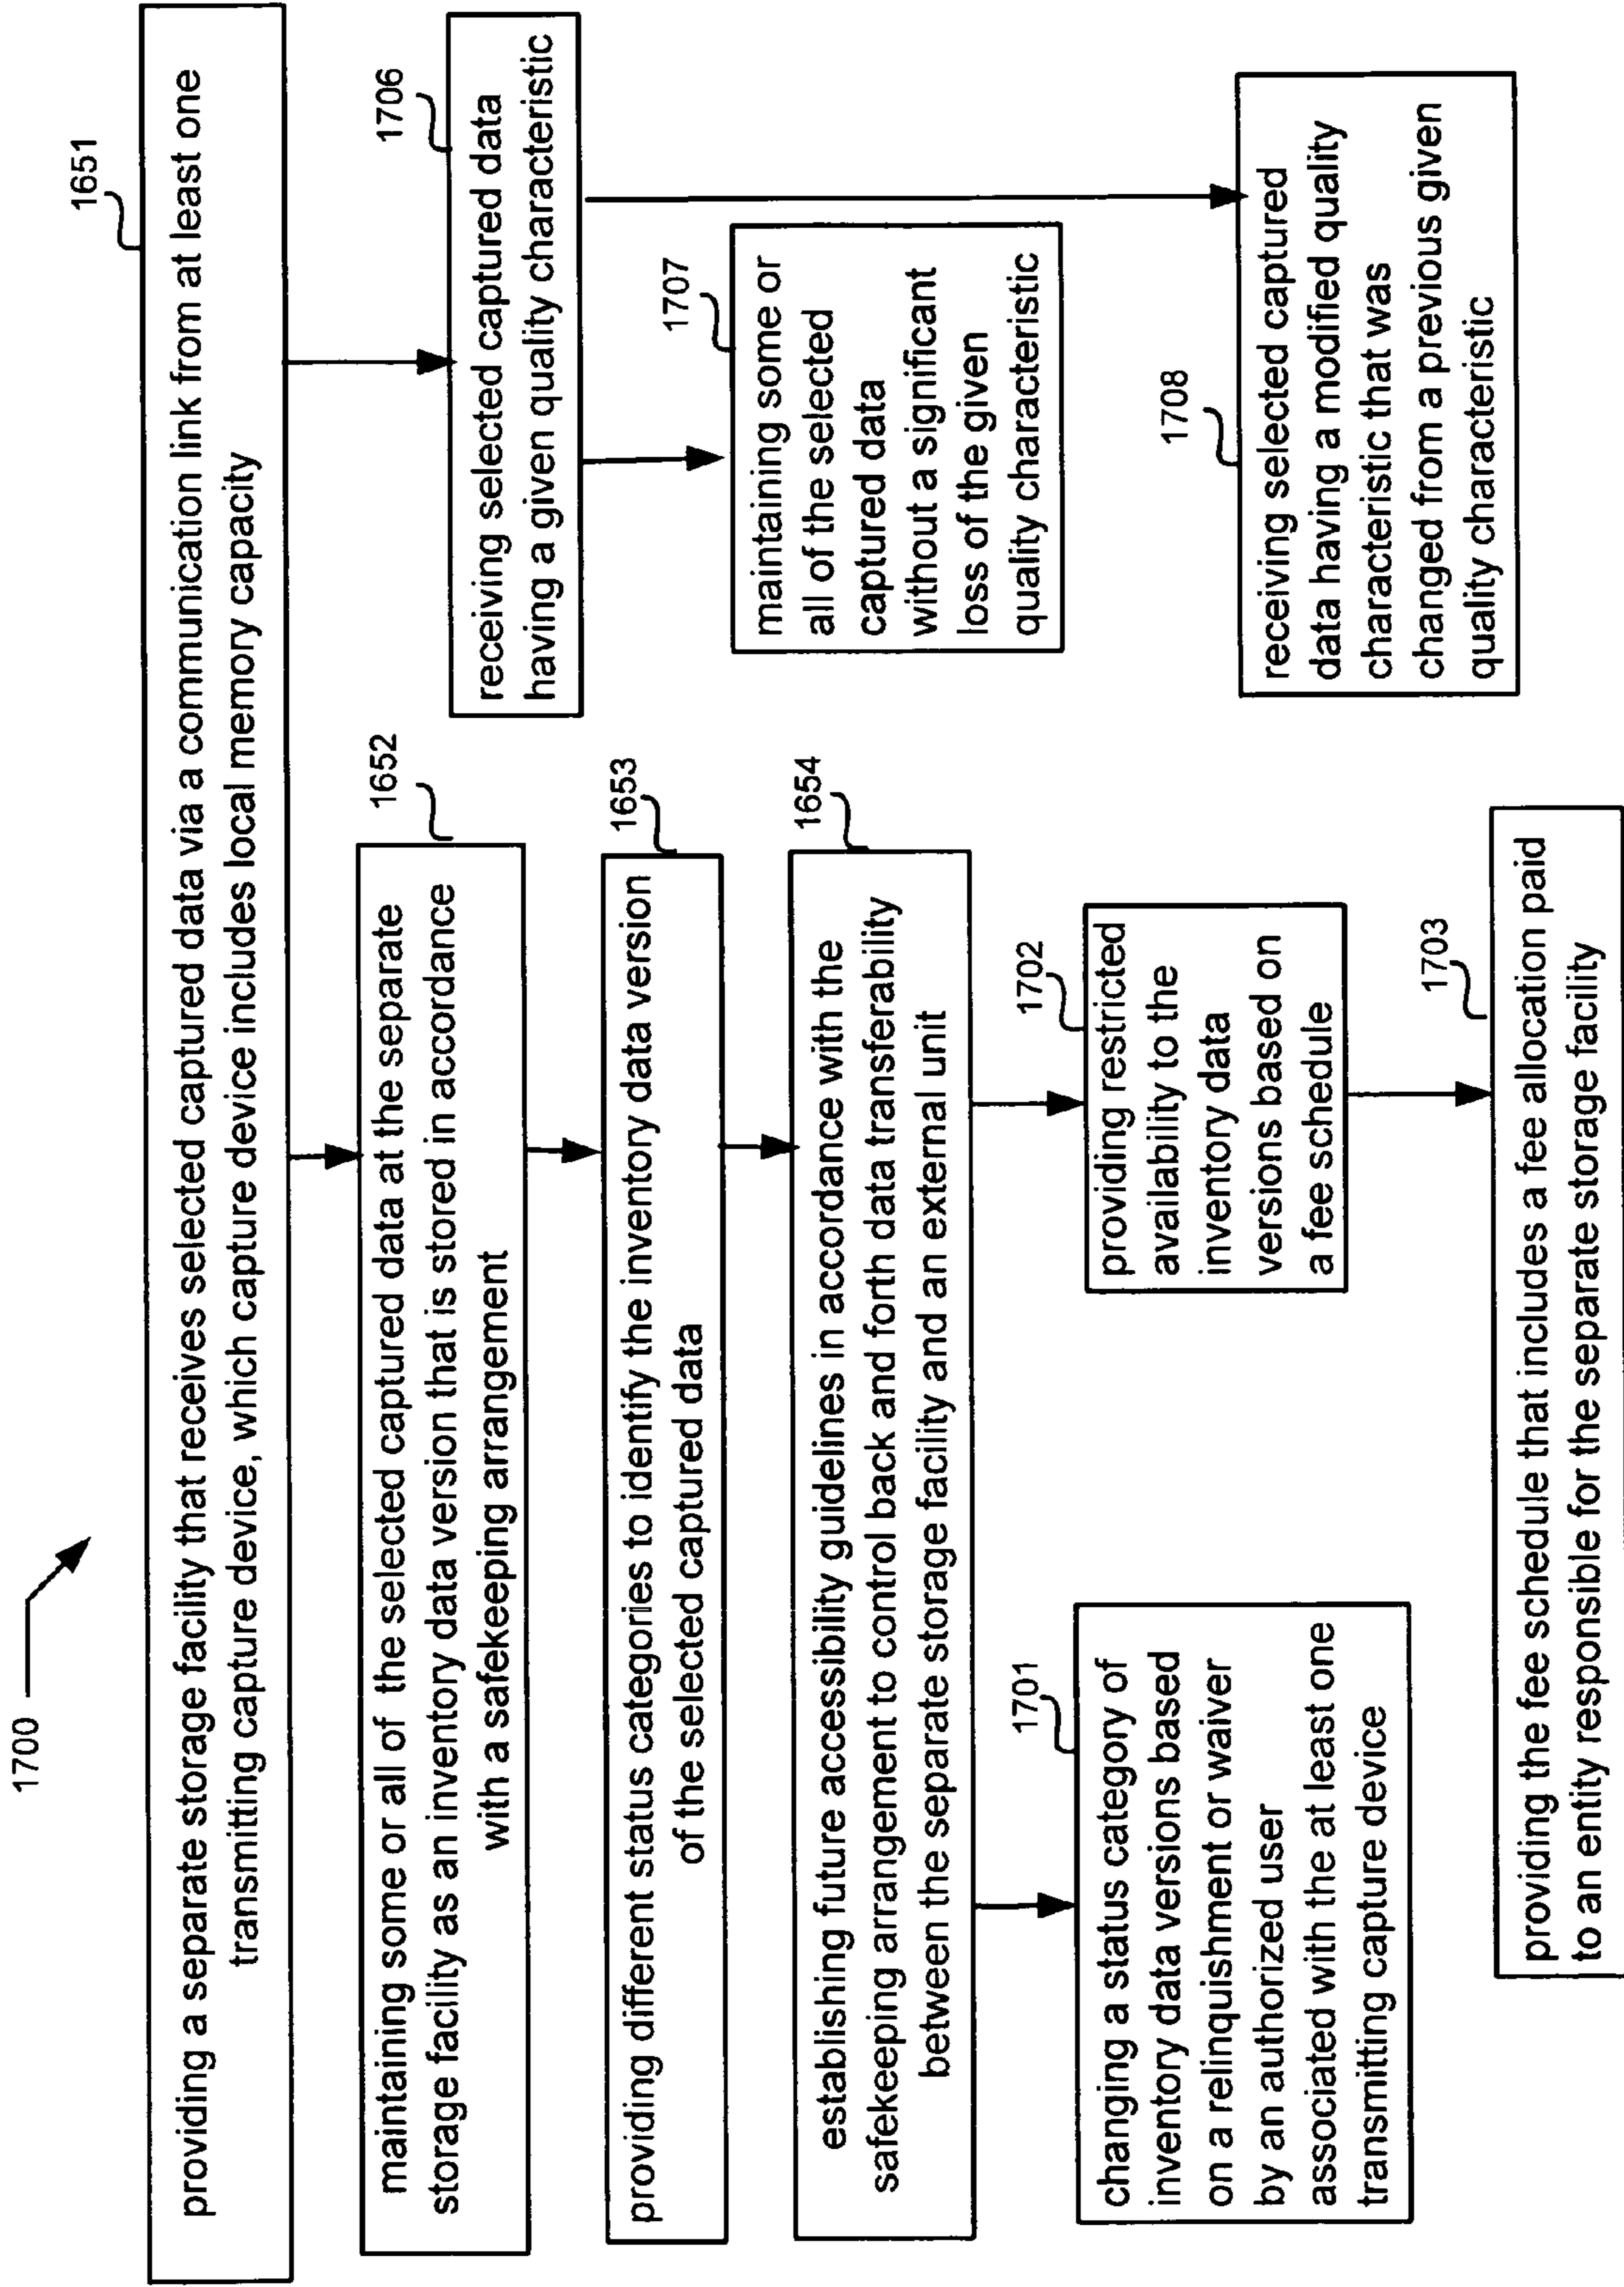 1700
1651
providing a separate storage facility that receives selected captured data via a communication link from at least one
transmitting capture device, which capture device includes local memory capacity
1652
maintaining some or all of the selected captured data at the separate
storage facility as an inventory data version that is stored in accordance
with a safekeeping arrangement
1653
providing different status categories to identify the inventory data version
of the selected captured data
1654
establishing future accessibility guidelines in accordance with the
safekeeping arrangement to control back and forth data transferability
between the separate storage facility and an external unit
1701
changing a status category of
inventory data versions based
on a relinquishment or waiver
by an authorized user
associated with the at least one
transmitting capture device
1702
providing restricted
availability to the
inventory data
versions based on
a fee schedule
1703
providing the fee schedule that includes a fee allocation paid
to an entity responsible for the separate storage facility
1706
receiving selected captured data
having a given quality characteristic
1707
maintaining some or
all of the selected
captured data
without a significant
loss of the given
quality characteristic
1708
receiving selected captured
data having a modified quality
characteristic that was
changed from a previous given
quality characteristic